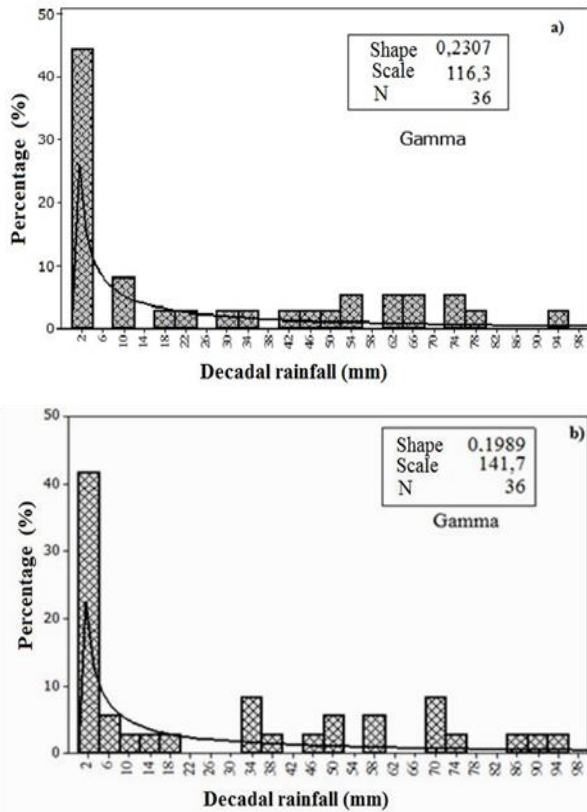 a)
Shape 0,2307
Scale 116,3
N 36
Gamma
Percentage (%)
50
40
30
20
10
0
2 6 10 14 18 22 26 30 34 38 42 46 50 54 58 62 66 70 74 78 82 86 90 94 98
Decadal rainfall (mm)
b)
Shape 0.1989
Scale 141,7
N 36
Gamma
Percentage (%)
50
40
30
20
10
0
2 6 10 14 18 22 26 30 34 38 42 46 50 54 58 62 66 70 74 78 82 86 90 94 98
Decadal rainfall (mm)